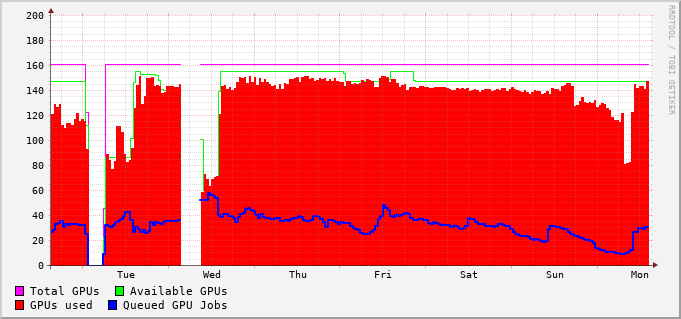 200
180
160
140
120
100
80
60
40
20
0
Tue Wed Thu Fri Sat Sun Mon
Total GPUs Available GPUs
GPUs used Queued GPU Jobs
RRDTOOL / TOBI OETIKER